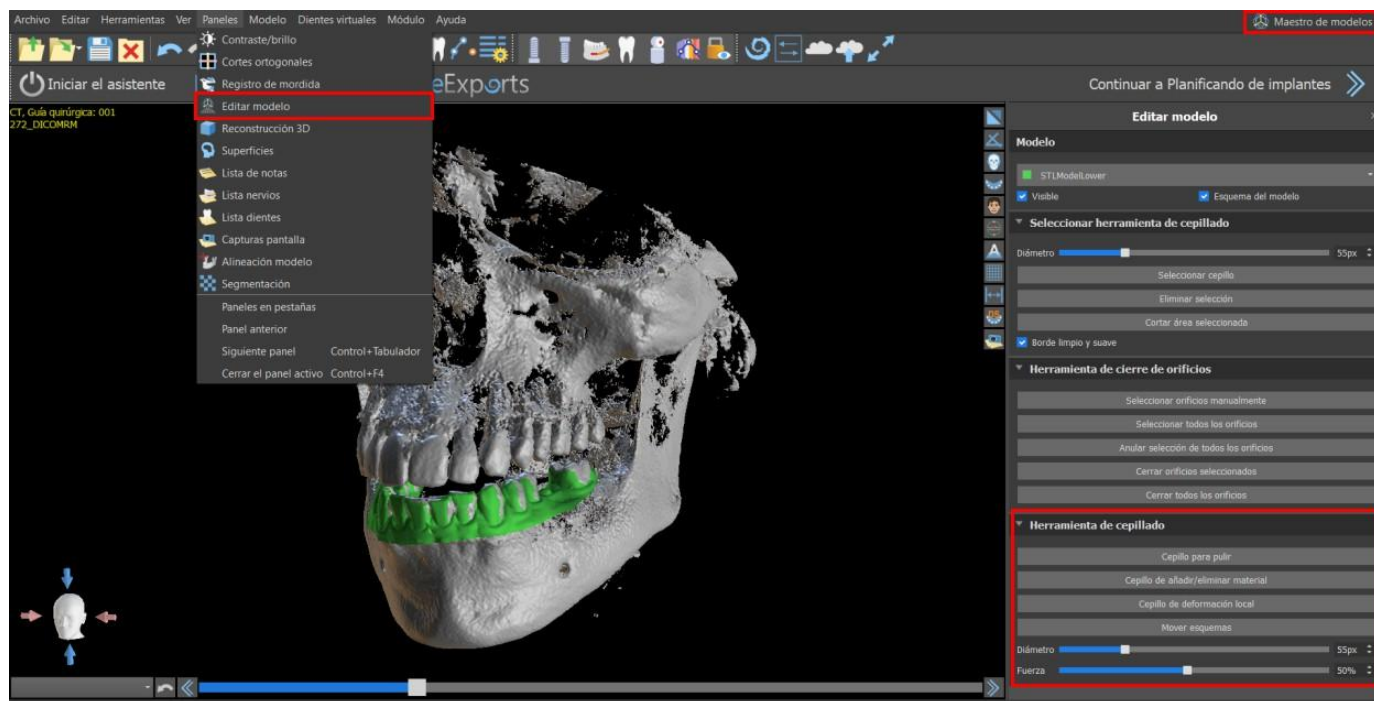 Archivo Editar Herramientas Ver Paneles Modelo Dientes virtuales Módulo Ayuda
Maestro de modelos
Contraste/brillo
Cortes ortogonales
Registro de mordida
Editar modelo
Reconstrucción 3D
Superficies
Lista de notas
Lista nervios
Lista dientes
Capturas pantalla
Alineación modelo
Segmentación
Paneles en pestañas
Panel anterior
Siguiente panel Control+Tabulador
Cerrar el panel activo Control+F4
Iniciar el asistente
eExports
Continuar a Planificando de implantes
CT, Guía quirúrgica: 001
272_DICOMRM
Editar modelo
Modelo
STLModelLower
Visible Esquema del modelo
Seleccionar herramienta de cepillado
Diámetro 55px
Seleccionar cepillo
Eliminar selección
Cortar área seleccionada
Borde limpio y suave
Herramienta de cierre de orificios
Seleccionar orificios manualmente
Seleccionar todos los orificios
Anular selección de todos los orificios
Cerrar orificios seleccionados
Cerrar todos los orificios
Herramienta de cepillado
Cepillo para pulir
Cepillo de añadir/eliminar material
Cepillo de deformación local
Mover esquemas
Diámetro 55px
Fuerza 50%